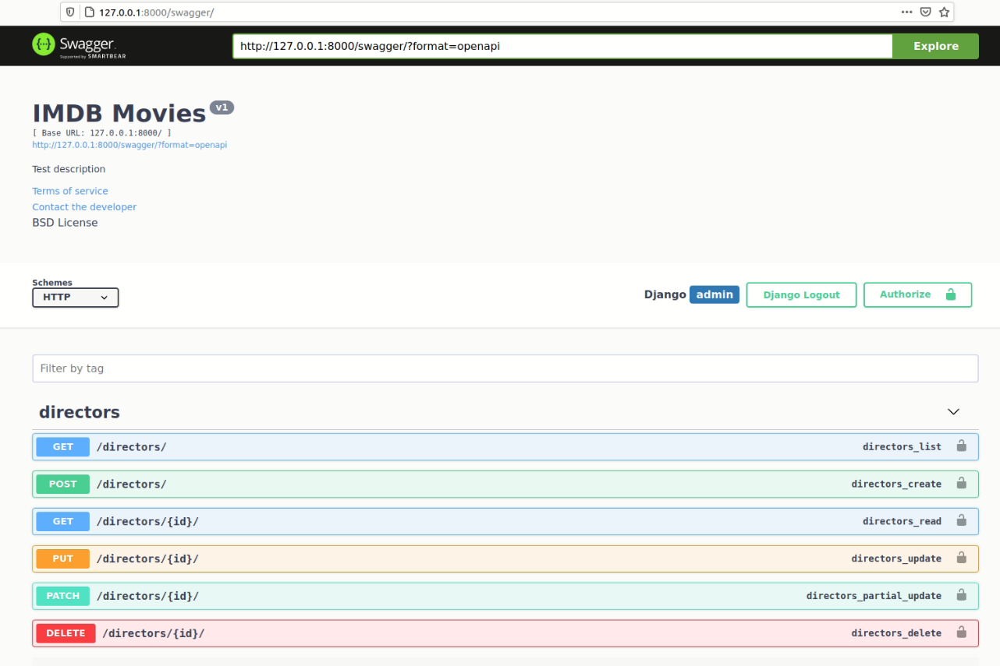 127.0.0.1:8000/swagger/
Swagger
Supported by SMARTBEAR
http://127.0.0.1:8000/swagger/?format=openapi
Explore
IMDB Movies v1
[ Base URL: 127.0.0.1:8000/ ]
http://127.0.0.1:8000/swagger/?format=openapi
Test description
Terms of service
Contact the developer
BSD License
Schemes
HTTP
Django admin
Django Logout
Authorize
Filter by tag
directors
GET /directors/ directors_list
POST /directors/ directors_create
GET /directors/{id}/ directors_read
PUT /directors/{id}/ directors_update
PATCH /directors/{id}/ directors_partial_update
DELETE /directors/{id}/ directors_delete